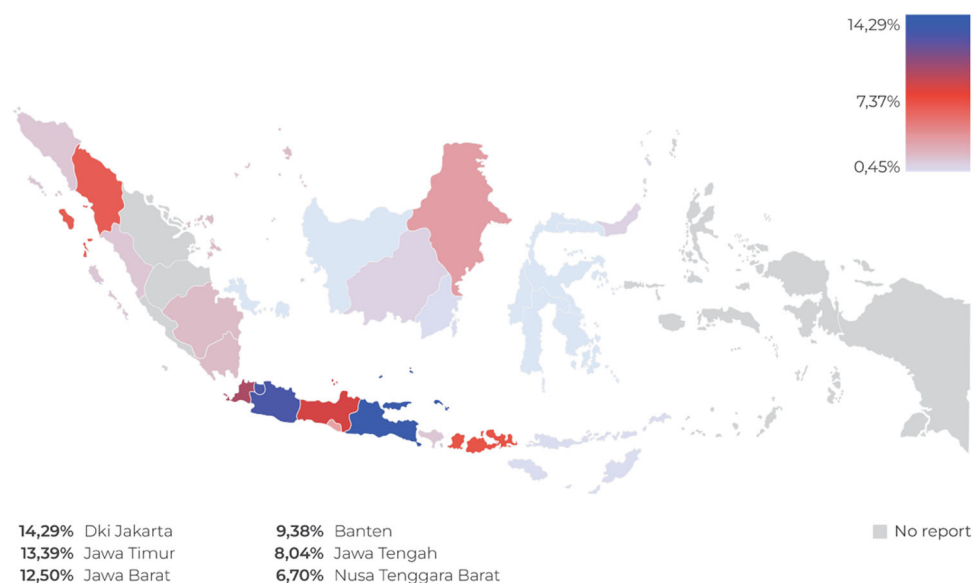 14,29%
7,37%
0,45%
14,29% Dki Jakarta
13,39% Jawa Timur
12,50% Jawa Barat
9,38% Banten
8,04% Jawa Tengah
6,70% Nusa Tenggara Barat
No report